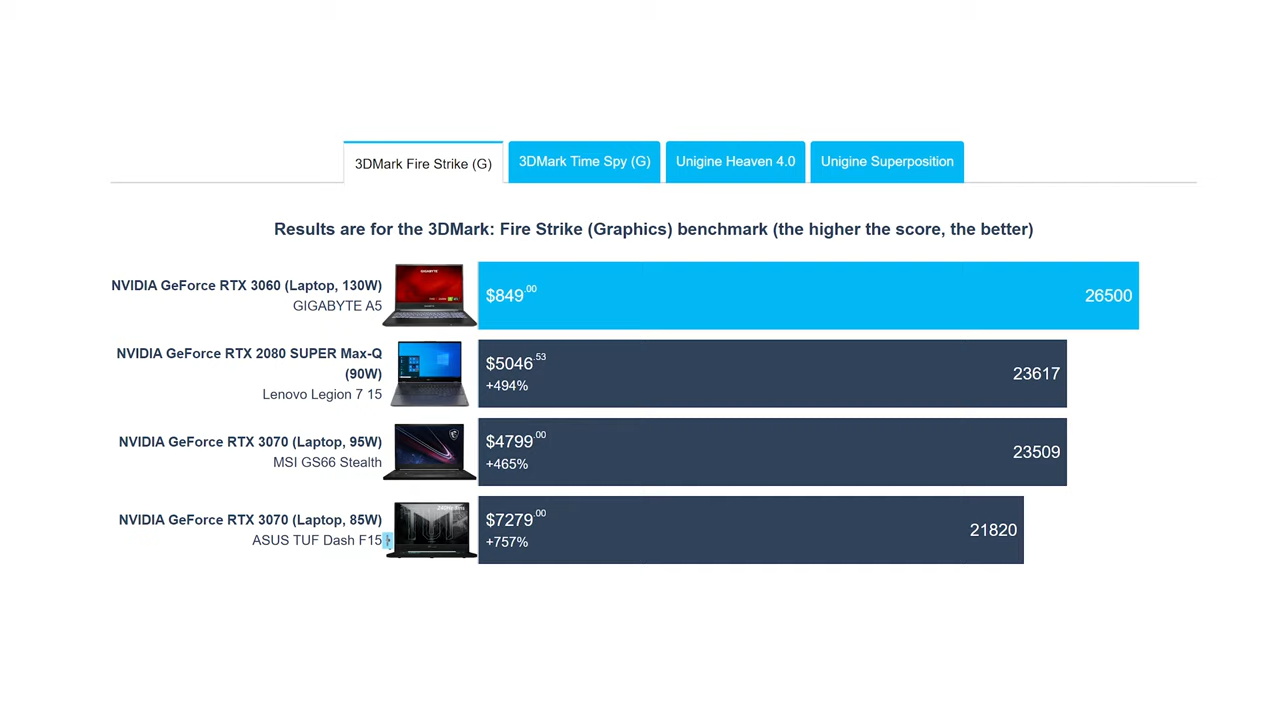 3DMark Fire Strike (G)
3DMark Time Spy (G)
Unigine Heaven 4.0
Unigine Superposition
Results are for the 3DMark: Fire Strike (Graphics) benchmark (the higher the score, the better)
NVIDIA GeForce RTX 3060 (Laptop, 130W)
GIGABYTE A5
GIGABYTE
$849.00
26500
NVIDIA GeForce RTX 2080 SUPER Max-Q
(90W)
Lenovo Legion 7 15
$5046.53
+494%
23617
NVIDIA GeForce RTX 3070 (Laptop, 95W)
MSI GS66 Stealth
$4799.00
+465%
23509
NVIDIA GeForce RTX 3070 (Laptop, 85W)
ASUS TUF Dash F15
$7279.00
+757%
21820